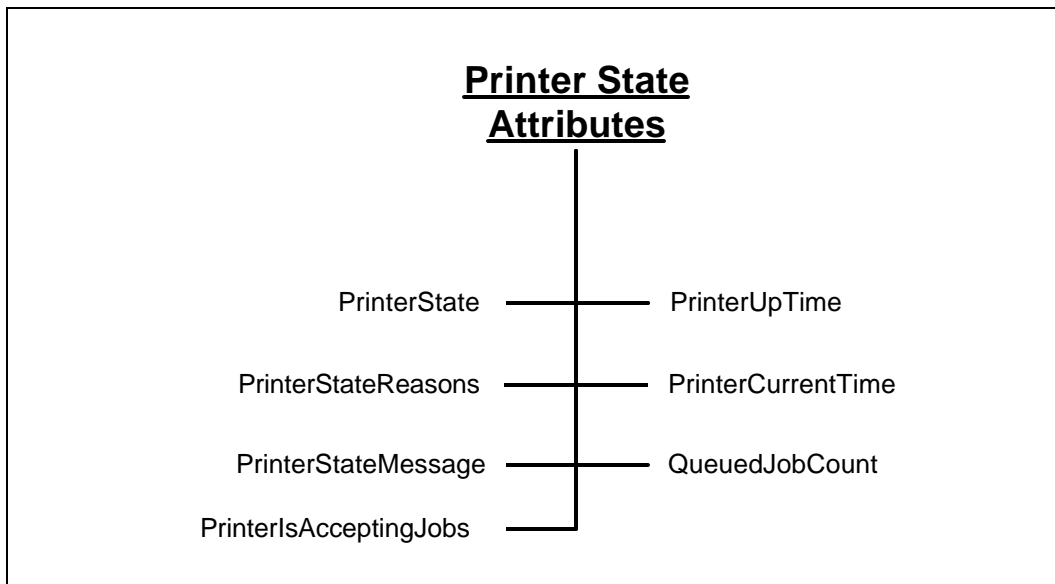 Printer State
Attributes
PrinterState
PrinterUpTime
PrinterStateReasons
PrinterCurrentTime
PrinterStateMessage
QueuedJobCount
PrinterIsAcceptingJobs